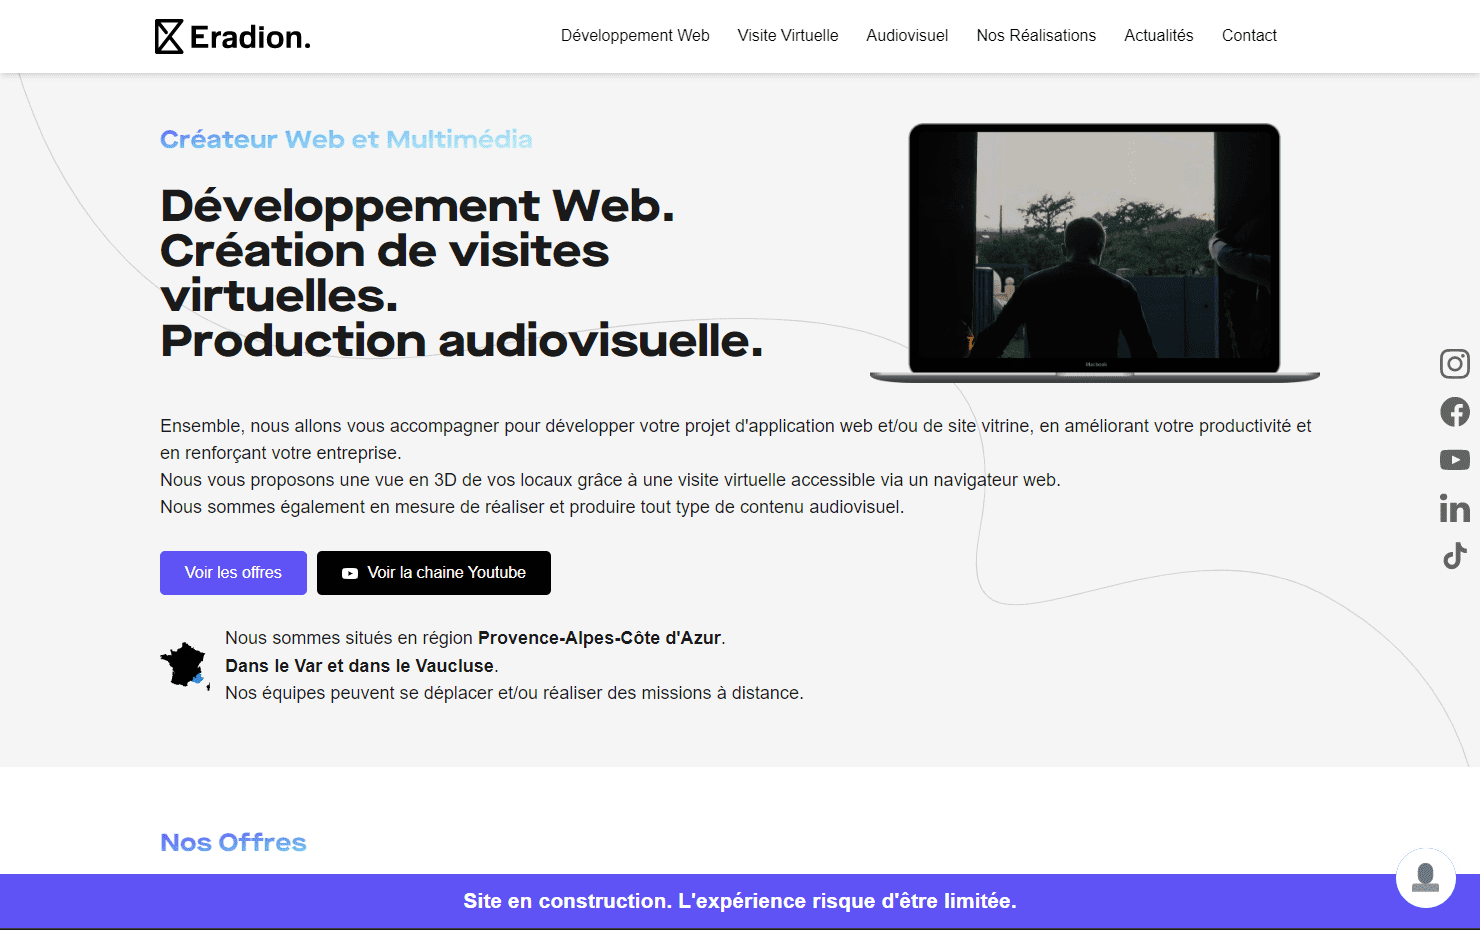 Eradion.
Développement Web
Visite Virtuelle
Audiovisuel
Nos Réalisations
Actualités
Contact
Créateur Web et Multimédia
Développement Web.
Création de visites
virtuelles.
Production audiovisuelle.
Ensemble, nous allons vous accompagner pour développer votre projet d'application web et/ou de site vitrine, en améliorant votre productivité et
en renforçant votre entreprise.
Nous vous proposons une vue en 3D de vos locaux grâce à une visite virtuelle accessible via un navigateur web.
Nous sommes également en mesure de réaliser et produire tout type de contenu audiovisuel.
Voir les offres
Voir la chaine Youtube
Nous sommes situés en région Provence-Alpes-Côte d'Azur.
Dans le Var et dans le Vaucluse.
Nos équipes peuvent se déplacer et/ou réaliser des missions à distance.
Nos Offres
Site en construction. L'expérience risque d'être limitée.